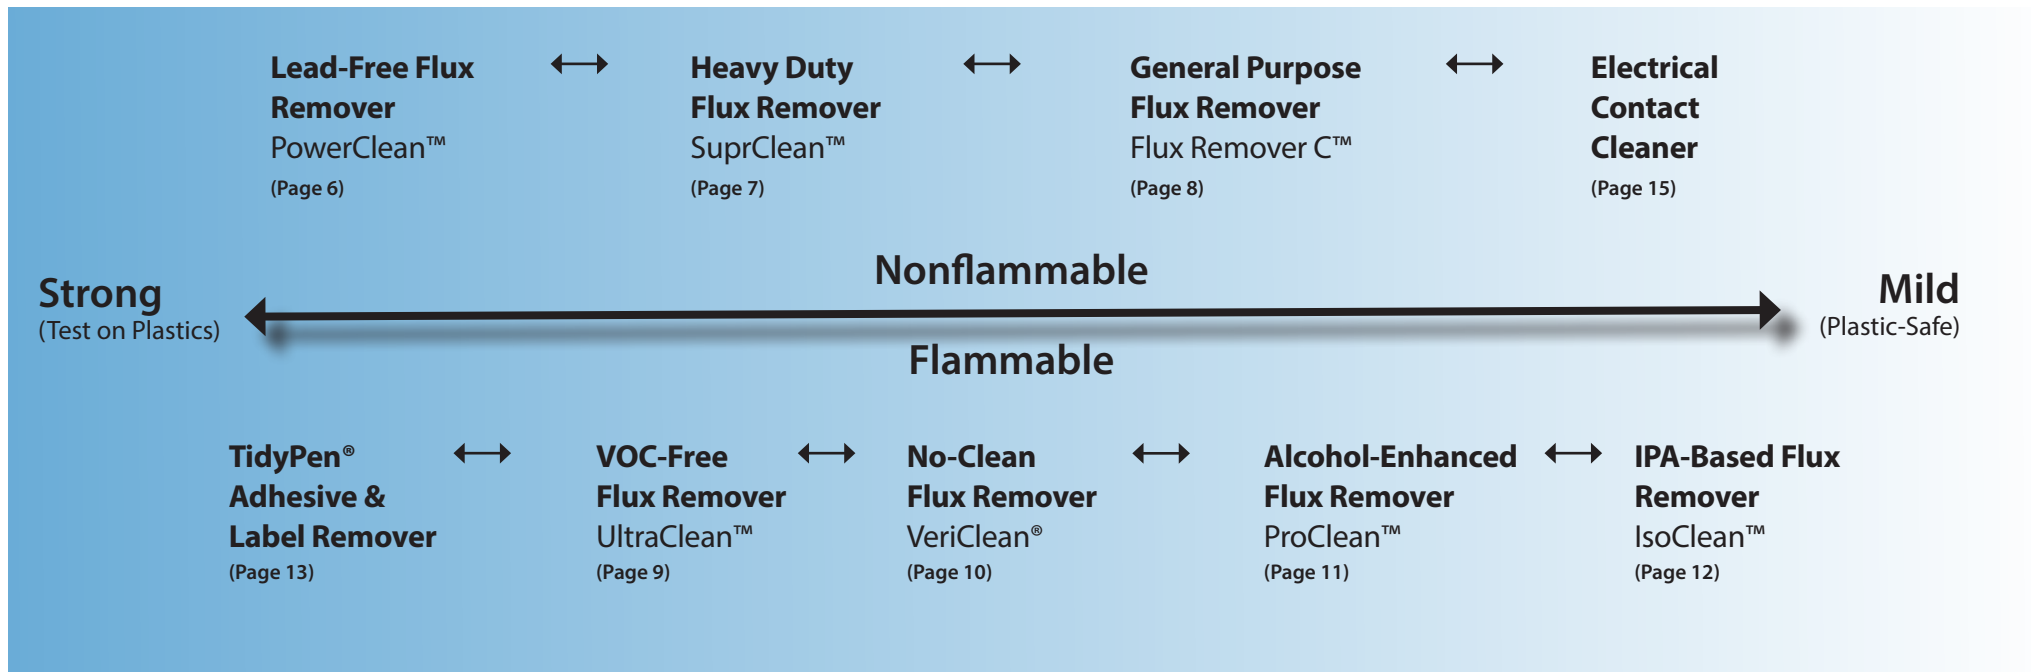 Lead-Free Flux
Remover
PowerClean™
(Page 6)
Heavy Duty
Flux Remover
SuprClean™
(Page 7)
General Purpose
Flux Remover
Flux Remover C™
(Page 8)
Electrical
Contact
Cleaner
(Page 15)
Strong
(Test on Plastics)
Nonflammable
Flammable
Mild
(Plastic-Safe)
TidyPen®
Adhesive &
Label Remover
(Page 13)
VOC-Free
Flux Remover
UltraClean™
(Page 9)
No-Clean
Flux Remover
VeriClean®
(Page 10)
Alcohol-Enhanced
Flux Remover
ProClean™
(Page 11)
IPA-Based Flux
Remover
IsoClean™
(Page 12)